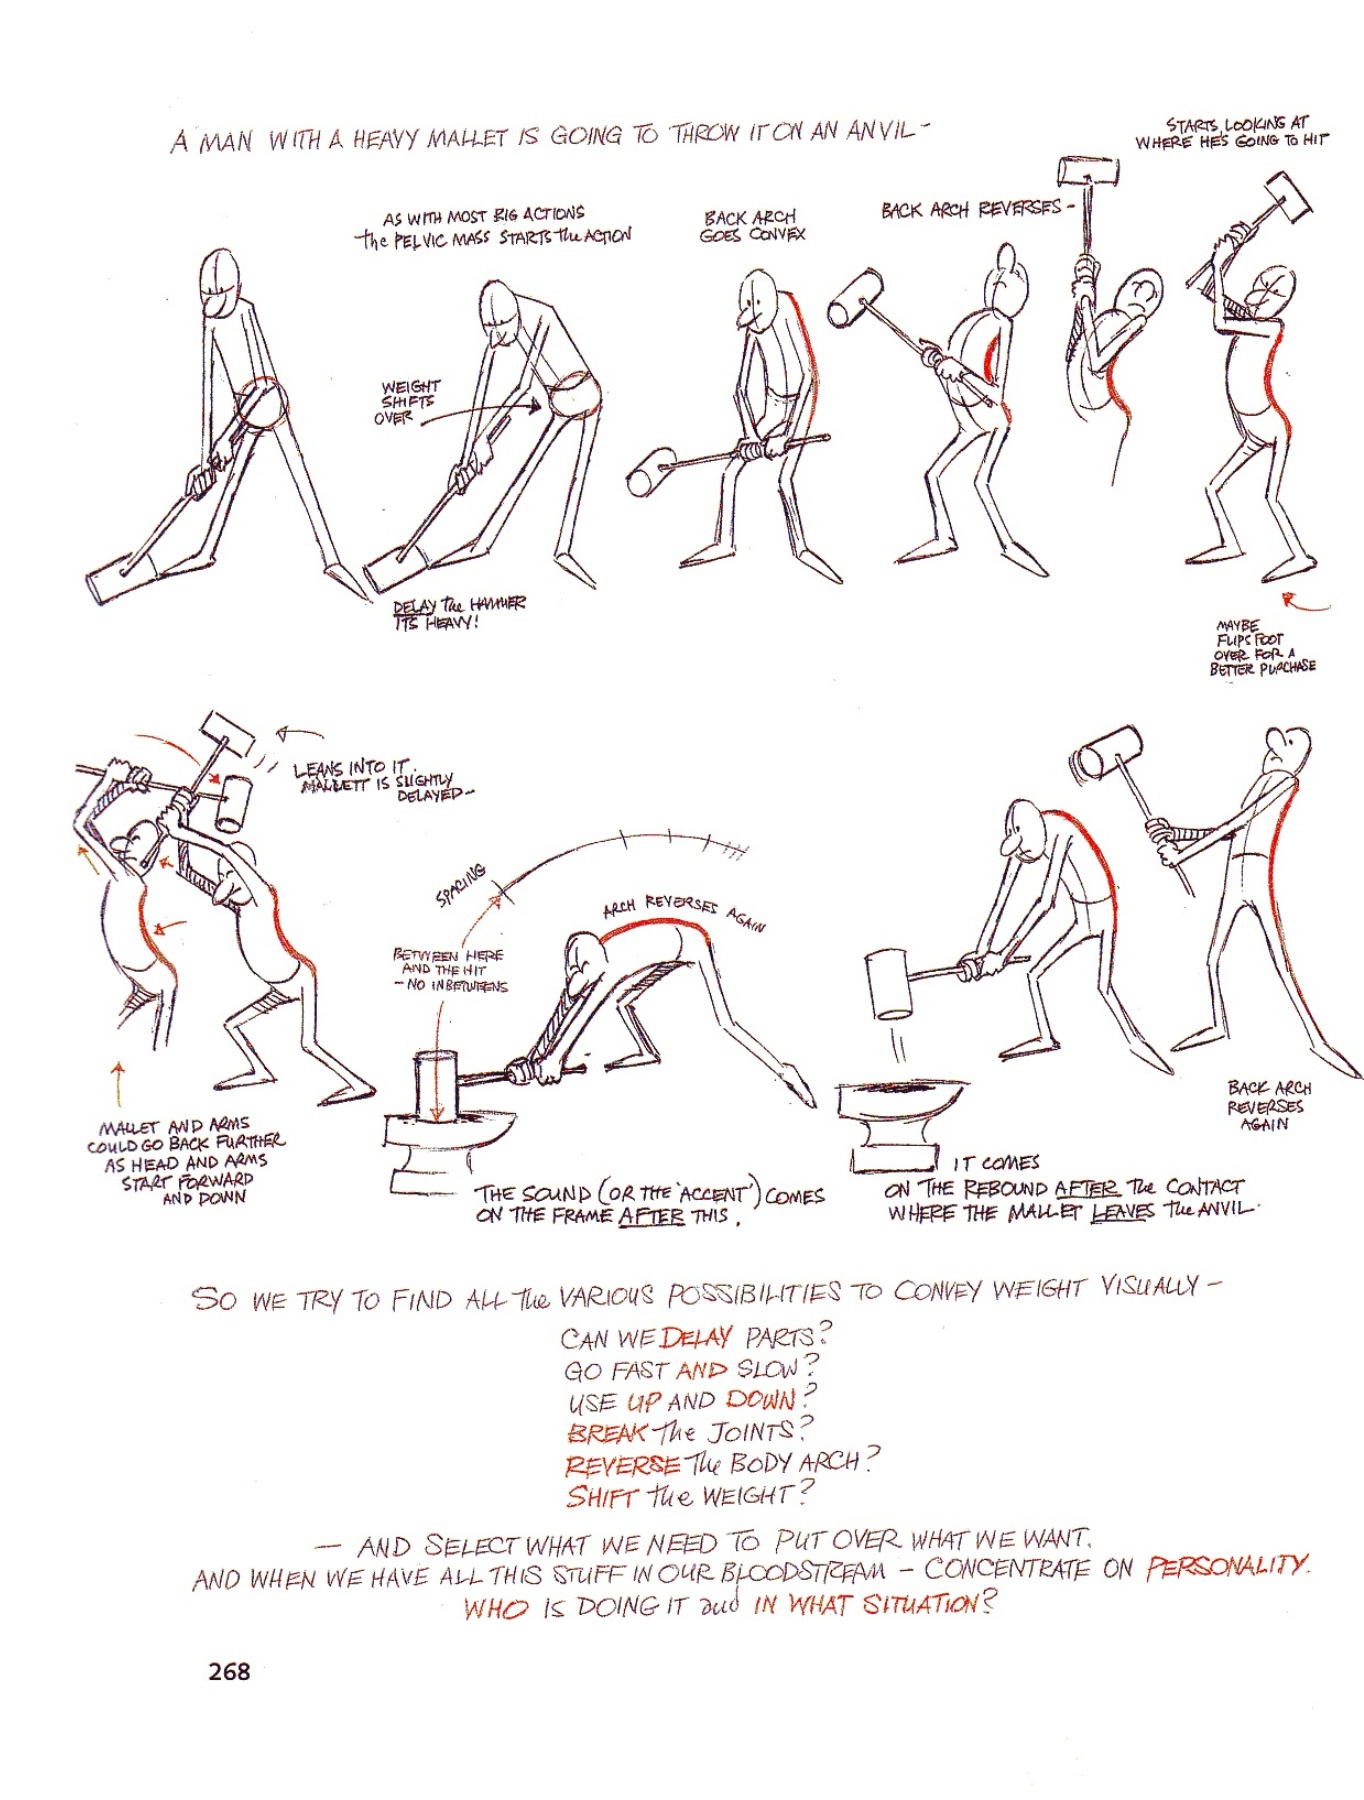 A MAN WITH A HEAVY MALLET IS GOING TO THROW IT ON AN ANVIL –
STARTS LOOKING AT
WHERE HE'S GOING TO HIT
AS WITH MOST BIG ACTIONS
the PELVIC MASS STARTS the ACTION
BACK ARCH
GOES CONVEX
BACK ARCH REVERSES –
WEIGHT
SHIFTS
OVER
DELAY the HAMMER
ITS HEAVY!
MAYBE
FLIPS FOOT
OVER FOR A
BETTER PURCHASE
LEANS INTO IT.
MALLETT IS SLIGHTLY
DELAYED –
SPACING
ARCH REVERSES AGAIN
BETWEEN HERE
AND THE HIT
– NO INBETWEENS
MALLET AND ARMS
COULD GO BACK FURTHER
AS HEAD AND ARMS
START FORWARD
AND DOWN
THE SOUND (OR THE 'ACCENT') COMES
ON THE FRAME AFTER THIS.
BACK ARCH
REVERSES
AGAIN
IT COMES
ON THE REBOUND AFTER The CONTACT
WHERE THE MALLET LEAVES The ANVIL.
SO WE TRY TO FIND ALL The VARIOUS POSSIBILITIES TO CONVEY WEIGHT VISUALLY –
CAN WE DELAY PARTS?
GO FAST AND SLOW?
USE UP AND DOWN?
BREAK The JOINTS?
REVERSE The BODY ARCH?
SHIFT the WEIGHT?
— AND SELECT WHAT WE NEED TO PUT OVER WHAT WE WANT.
AND WHEN WE HAVE ALL THIS STUFF IN OUR BLOODSTREAM – CONCENTRATE ON PERSONALITY.
WHO IS DOING IT and IN WHAT SITUATION?
268